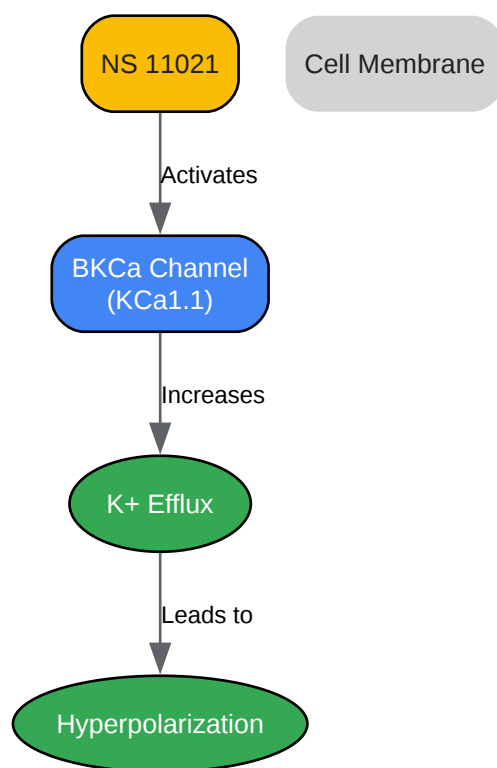 NS 11021
Cell Membrane
Activates
BKCa Channel
(KCa1.1)
Increases
K+ Efflux
Leads to
Hyperpolarization